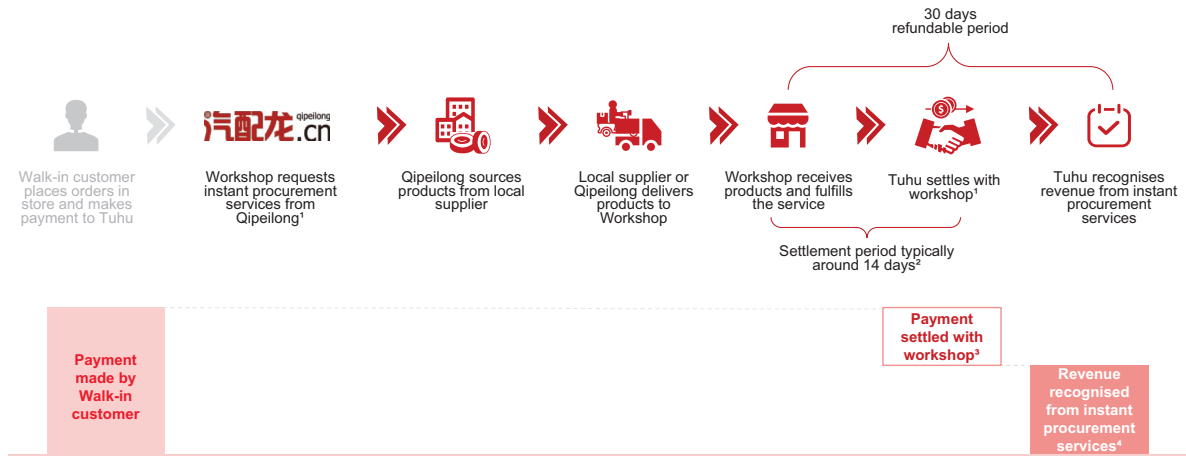 30 days
refundable period
qipeilong
汽配龙.cn
Walk-in customer
places orders in
store and makes
payment to Tuhu
Workshop requests
instant procurement
services from
Qipeilong¹
Qipeilong sources
products from local
supplier
Local supplier or
Qipeilong delivers
products to
Workshop
Workshop receives
products and fulfills
the service
$
Tuhu settles with
workshop¹
Tuhu recognises
revenue from instant
procurement
services
Settlement period typically
around 14 days²
Payment
made by
Walk-in
customer
Payment
settled with
workshop³
Revenue
recognised
from instant
procurement
services⁴